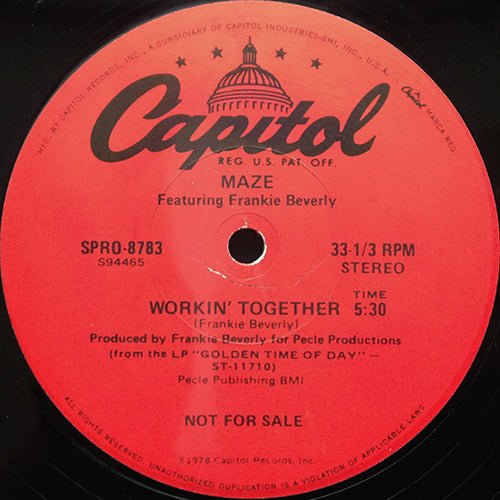 MFD. BY CAPITOL RECORDS, INC., A SUBSIDIARY OF CAPITOL INDUSTRIES-EMI, INC., U.S.A.
Capitol MARCA REG.
Capitol
REG. U.S. PAT. OFF.
MAZE
Featuring Frankie Beverly
SPRO-8783
S94465
33-1/3 RPM
STEREO
WORKIN' TOGETHER
(Frankie Beverly)
TIME
5:30
Produced by Frankie Beverly for Pecle Productions
(from the LP "GOLDEN TIME OF DAY" —
ST-11710)
Pecle Publishing BMI
NOT FOR SALE
℗1978 Capitol Records, Inc.
ALL RIGHTS RESERVED. UNAUTHORIZED DUPLICATION IS A VIOLATION OF APPLICABLE LAWS